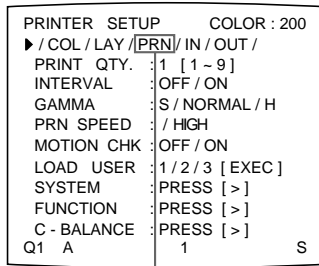 PRINTER SETUP COLOR : 200
▶ / COL / LAY / PRN / IN / OUT /
PRINT QTY. : 1 [ 1 ~ 9 ]
INTERVAL : OFF / ON
GAMMA : S / NORMAL / H
PRN SPEED : / HIGH
MOTION CHK : OFF / ON
LOAD USER : 1 / 2 / 3 [ EXEC ]
SYSTEM : PRESS [ > ]
FUNCTION : PRESS [ > ]
C - BALANCE : PRESS [ > ]
Q1 A 1 S